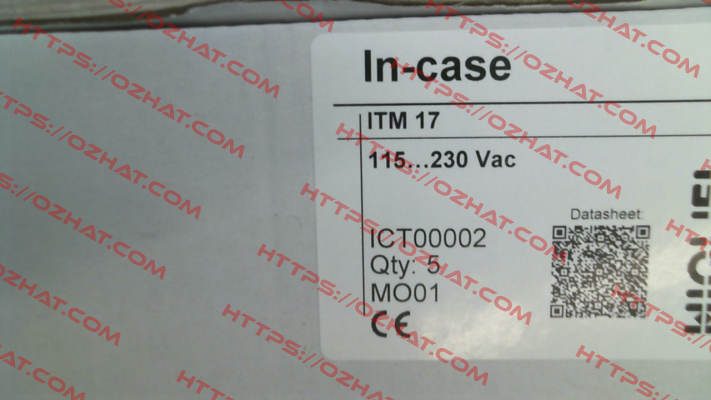 In-case
ITM 17
115...230 Vac
Datasheet:
ICT00002
Qty: 5
MO01
CE
HTTPS://OZHAT.COM